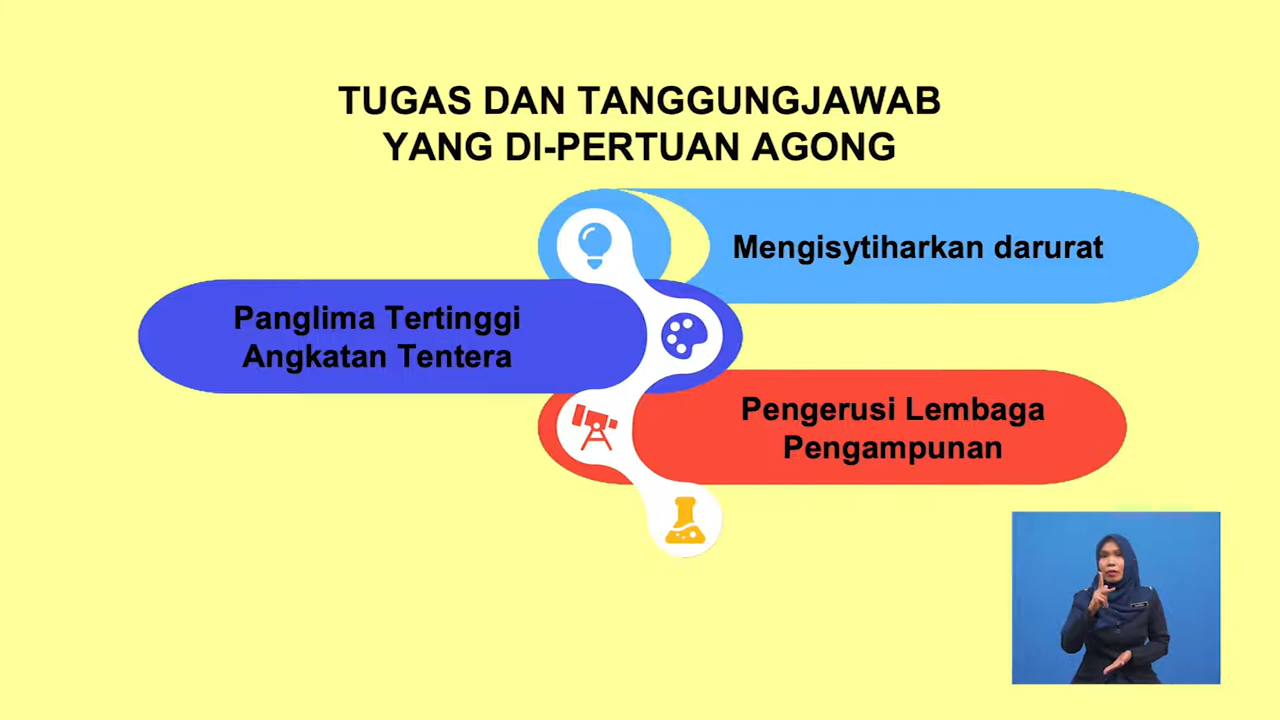 TUGAS DAN TANGGUNGJAWAB
YANG DI-PERTUAN AGONG
Mengisytiharkan darurat
Panglima Tertinggi
Angkatan Tentera
Pengerusi Lembaga
Pengampunan